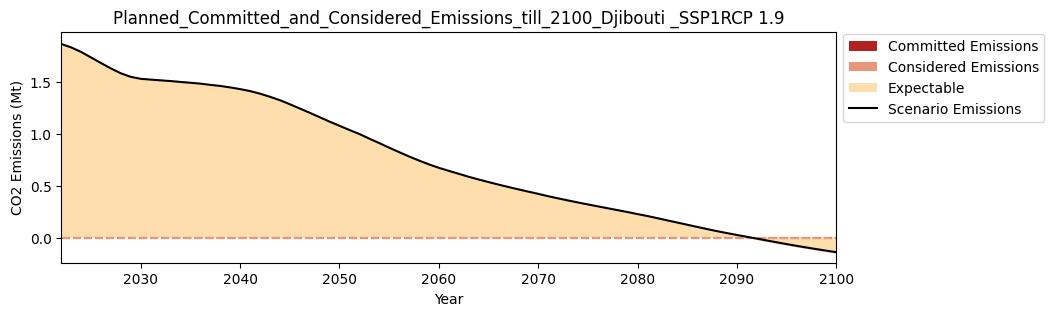 Planned_Committed_and_Considered_Emissions_till_2100_Djibouti _SSP1RCP 1.9
Committed Emissions
Considered Emissions
Expectable
Scenario Emissions
CO2 Emissions (Mt)
1.5
1.0
0.5
0.0
2030 2040 2050 2060 2070 2080 2090 2100
Year